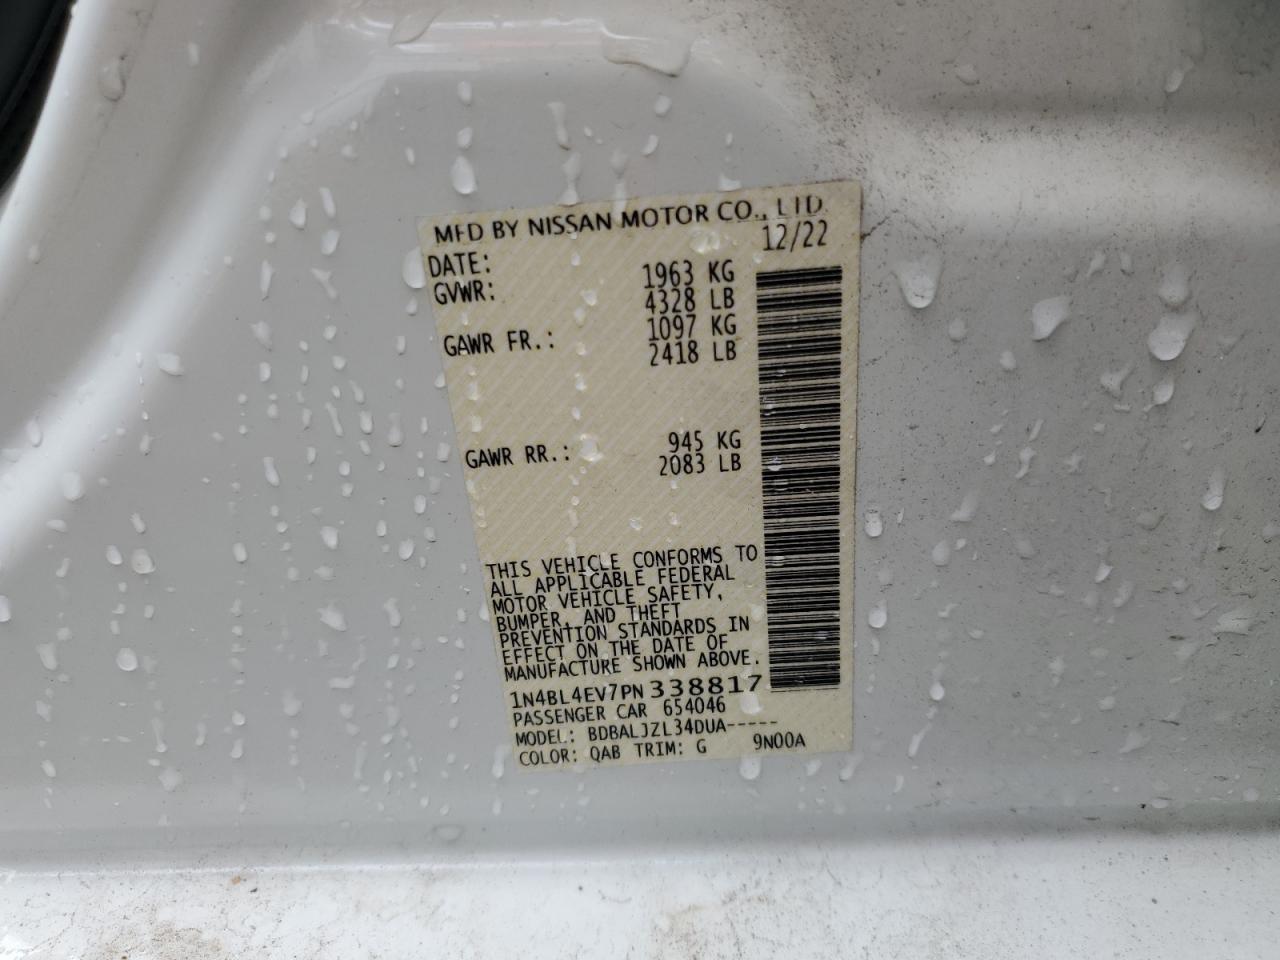 MFD BY NISSAN MOTOR CO., LTD.
DATE: 12/22
GVWR: 1963 KG
4328 LB
GAWR FR.: 1097 KG
2418 LB
GAWR RR.: 945 KG
2083 LB
THIS VEHICLE CONFORMS TO
ALL APPLICABLE FEDERAL
MOTOR VEHICLE SAFETY,
BUMPER, AND THEFT
PREVENTION STANDARDS IN
EFFECT ON THE DATE OF
MANUFACTURE SHOWN ABOVE.
1N4BL4EV7PN338817
PASSENGER CAR 654046
MODEL: BDBALJZL34DUA-----
COLOR: QAB TRIM: G 9N00A